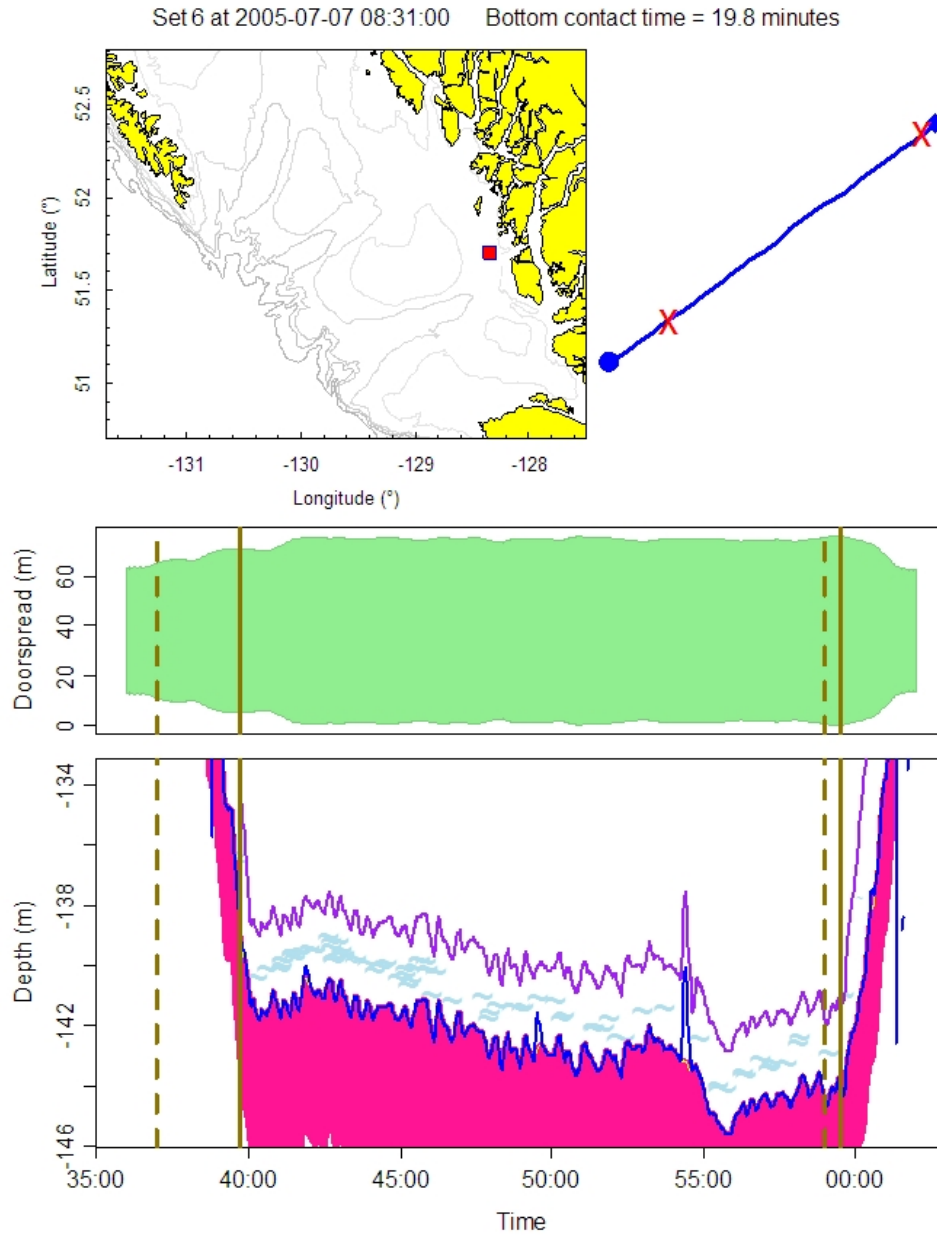 Set 6 at 2005-07-07 08:31:00 Bottom contact time = 19.8 minutes
52.5
52
51.5
51
Latitude (°)
-131 -130 -129 -128
Longitude (°)
X
X
Doorspread (m)
60
40
20
0
Depth (m)
-134
-138
-142
-146
35:00 40:00 45:00 50:00 55:00 00:00
Time